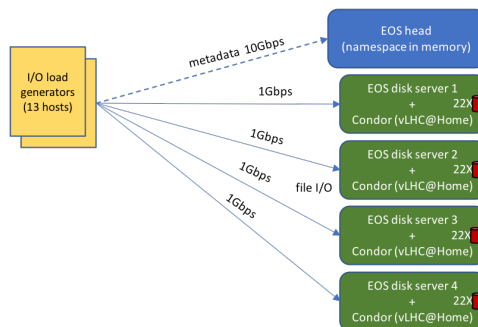 EOS head
(namespace in memory)
metadata 10Gbps
I/O load
generators
(13 hosts)
1Gbps
EOS disk server 1
+ 22X
Condor (vLHC@Home)
1Gbps
EOS disk server 2
+ 22X
Condor (vLHC@Home)
1Gbps
file I/O
1Gbps
EOS disk server 3
+ 22X
Condor (vLHC@Home)
EOS disk server 4
+ 22X
Condor (vLHC@Home)